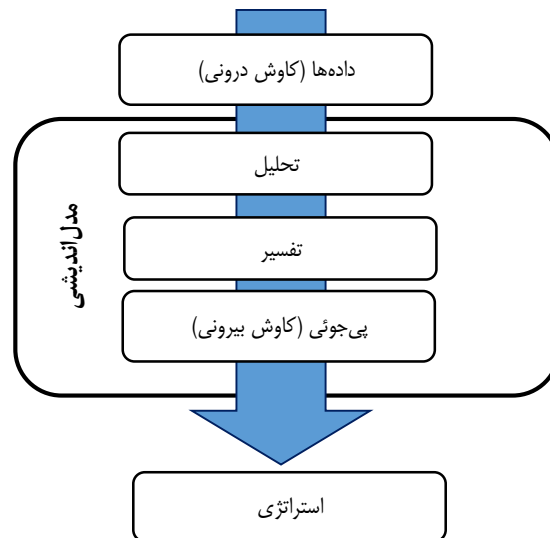 داده‌ها (کاوش درونی)
تحلیل
مدل‌اندیشی
تفسیر
پی‌جوئی (کاوش بیرونی)
استراتژی